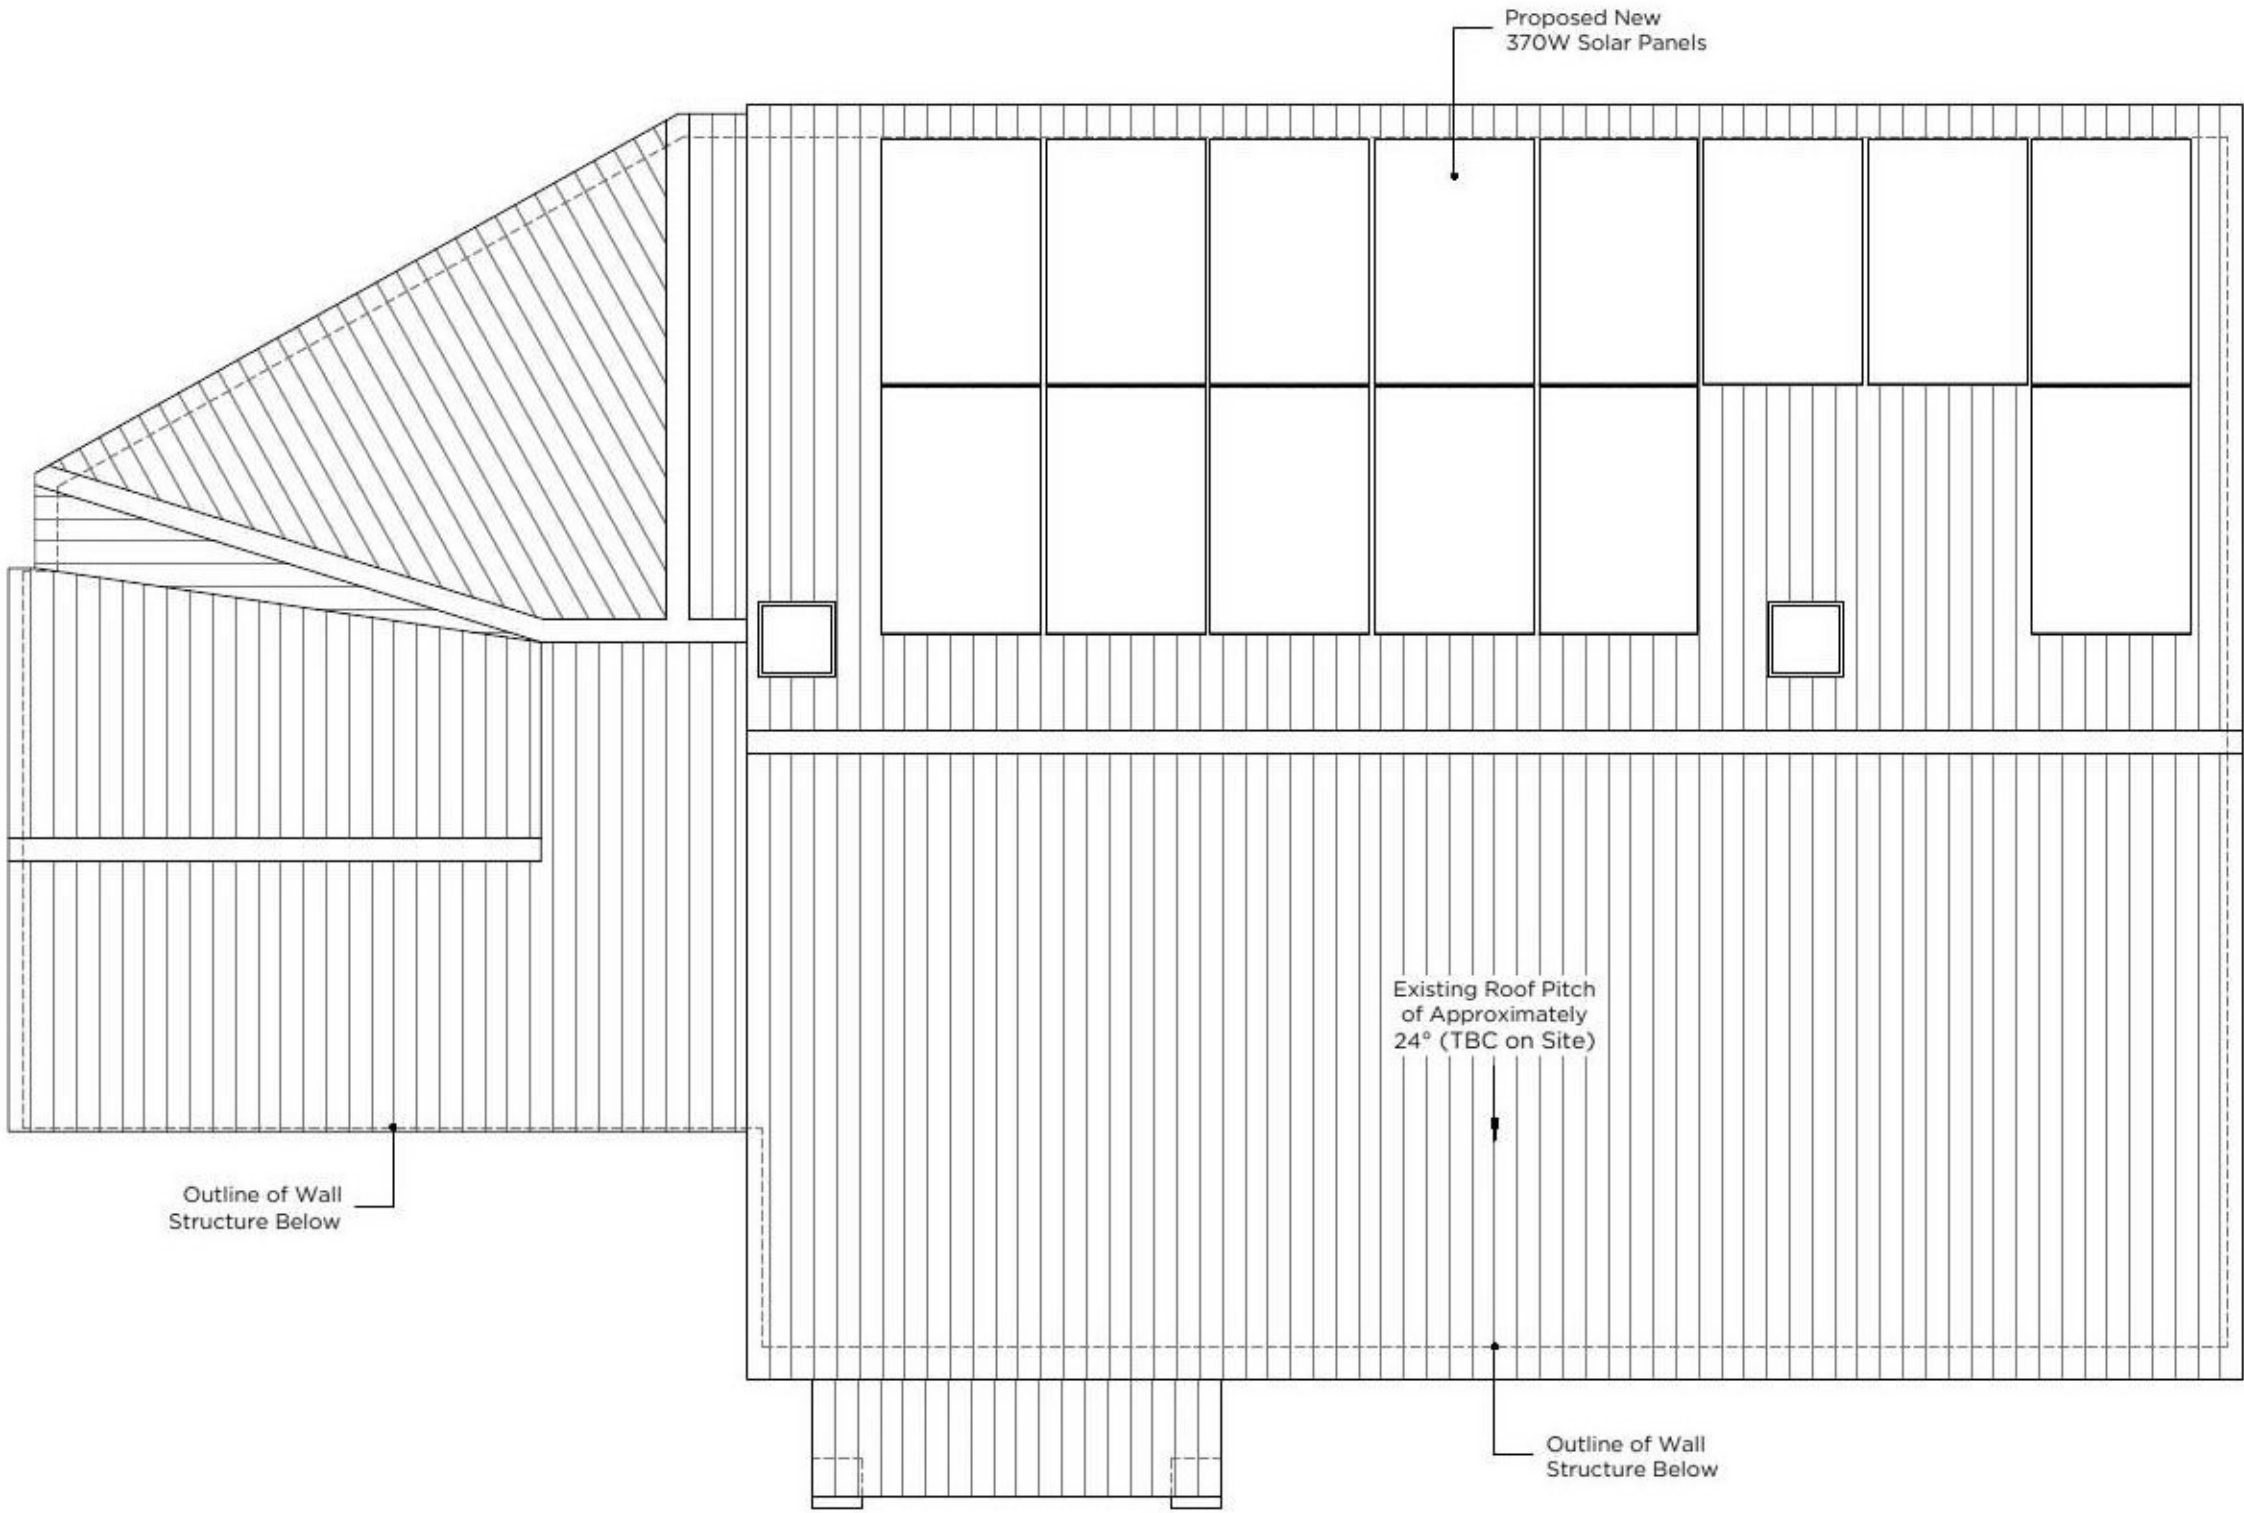 Proposed New
370W Solar Panels
Existing Roof Pitch
of Approximately
24° (TBC on Site)
Outline of Wall
Structure Below
Outline of Wall
Structure Below